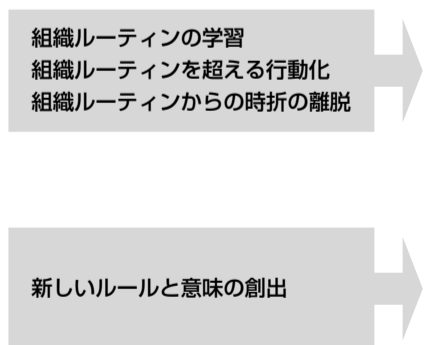 組織ルーティンの学習
組織ルーティンを超える行動化
組織ルーティンからの時折の離脱
新しいルールと意味の創出